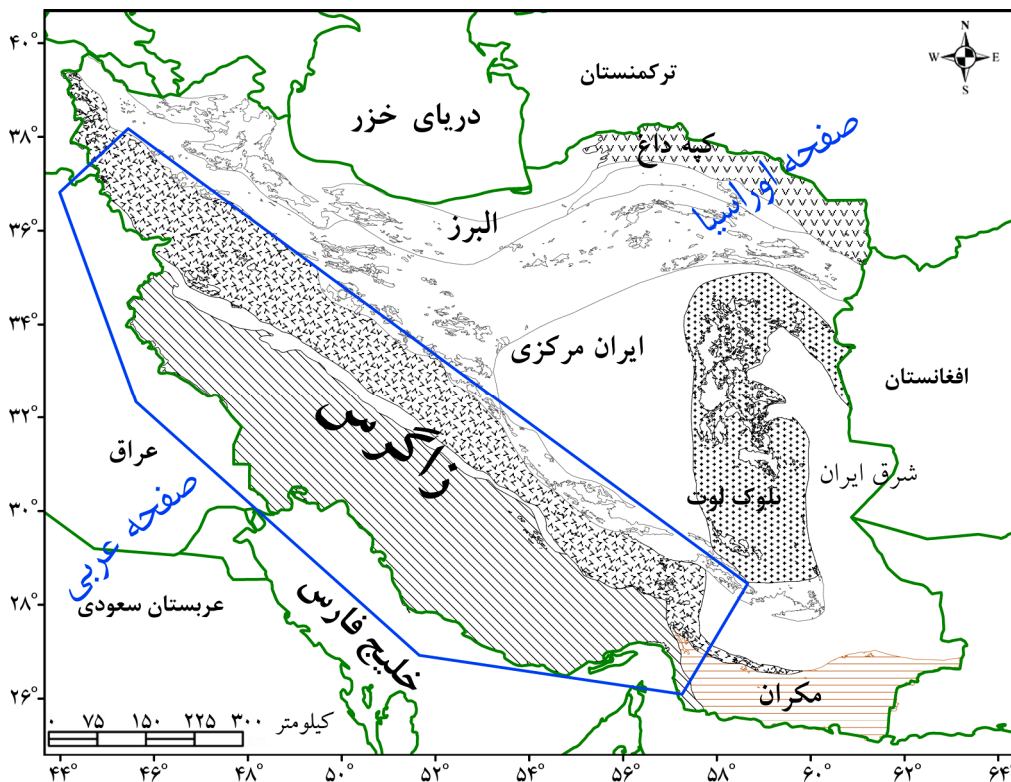 N
W E
S
۴۰°
۳۸°
۳۶°
۳۴°
۳۲°
۳۰°
۲۸°
۲۶°
ترکمنستان
دریای خزر
کپه داغ
صفحه اوراسیا
البرز
ایران مرکزی
افغانستان
زاگرس
عراق
شرق ایران
بلوک لوت
صفحه عربی
عربستان سعودی
خلیج فارس
مکران
۰ ۷۵ ۱۵۰ ۲۲۵ ۳۰۰ کیلومتر
۴۴° ۴۶° ۴۸° ۵۰° ۵۲° ۵۴° ۵۶° ۵۸° ۶۰° ۶۲° ۶۴°